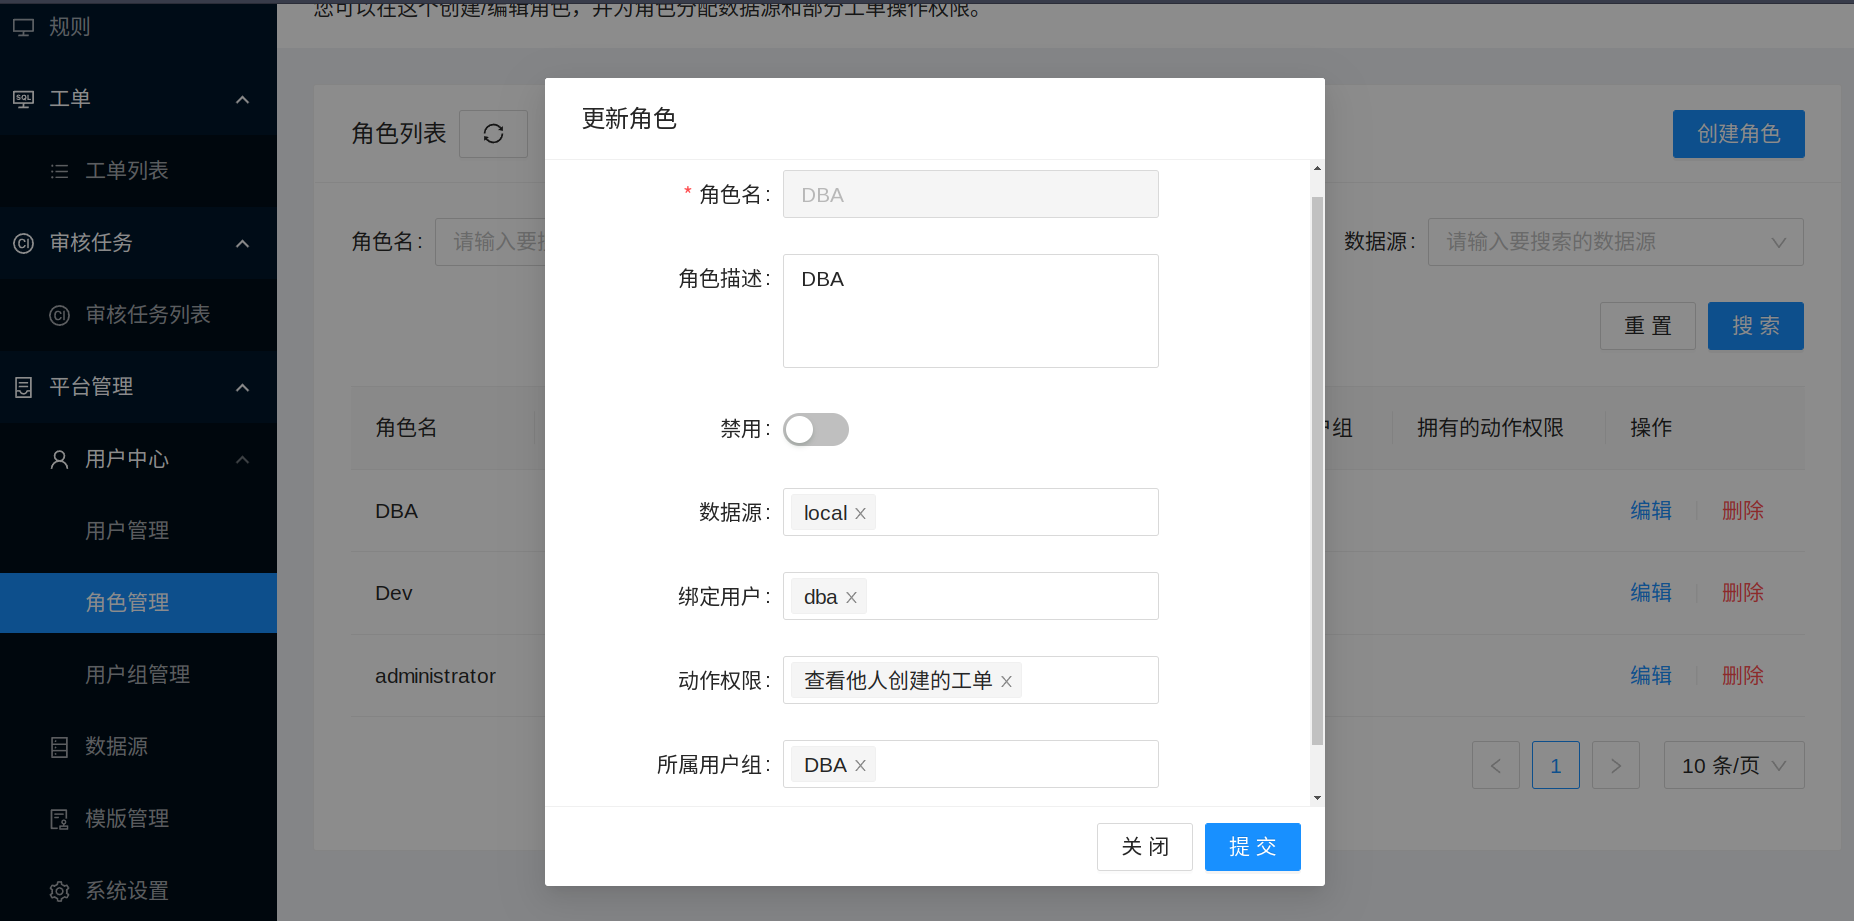 规则
工单
工单列表
审核任务
审核任务列表
平台管理
用户中心
用户管理
角色管理
用户组管理
数据源
模版管理
系统设置
您可以在这个创建/编辑角色，并为角色分配数据源和部分工单操作权限。
角色列表
创建角色
角色名:
请输入要
数据源:
请输入要搜索的数据源
重 置
搜 索
角色名
组
拥有的动作权限
操作
DBA
编辑
删除
Dev
编辑
删除
administrator
编辑
删除
1
10 条/页
更新角色
* 角色名: DBA
角色描述: DBA
禁用:
数据源: local
绑定用户: dba
动作权限: 查看他人创建的工单
所属用户组: DBA
关 闭
提 交